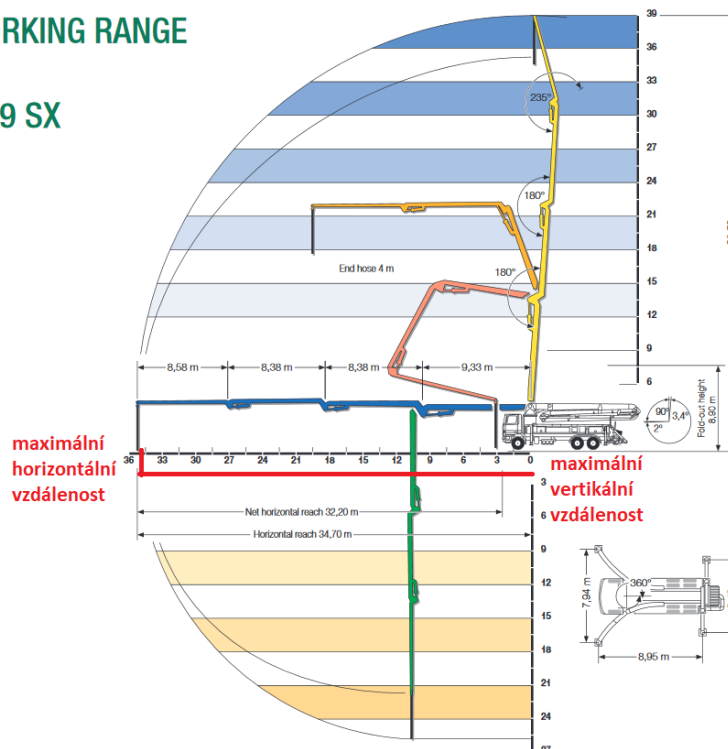 RKING RANGE
9 SX
39
36
33
30
27
24
21
18
15
12
9
6
235°
180°
180°
End hose 4 m
8,58 m
8,38 m
8,38 m
9,33 m
90°
3,4°
2°
Fold-out height
8,90 m
maximální
horizontální
vzdálenost
36 33 30 27 24 21 18 15 12 9 6 3 0
maximální
vertikální
vzdálenost
Net horizontal reach 32,20 m
Horizontal reach 34,70 m
3
6
9
12
15
18
21
24
27
360°
7,94 m
8,95 m